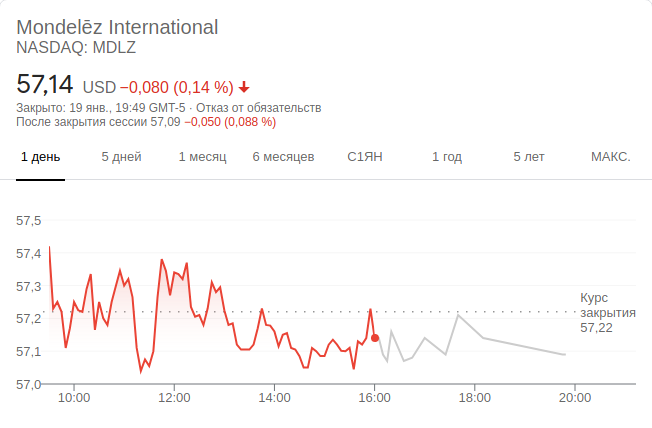 Mondelēz International
NASDAQ: MDLZ
57,14 USD −0,080 (0,14 %)
Закрыто: 19 янв., 19:49 GMT-5 · Отказ от обязательств
После закрытия сессии 57,09 −0,050 (0,088 %)
1 день 5 дней 1 месяц 6 месяцев С1ЯН 1 год 5 лет МАКС.
57,5
57,4
57,3
57,2
57,1
57,0
Курс
закрытия
57,22
10:00 12:00 14:00 16:00 18:00 20:00